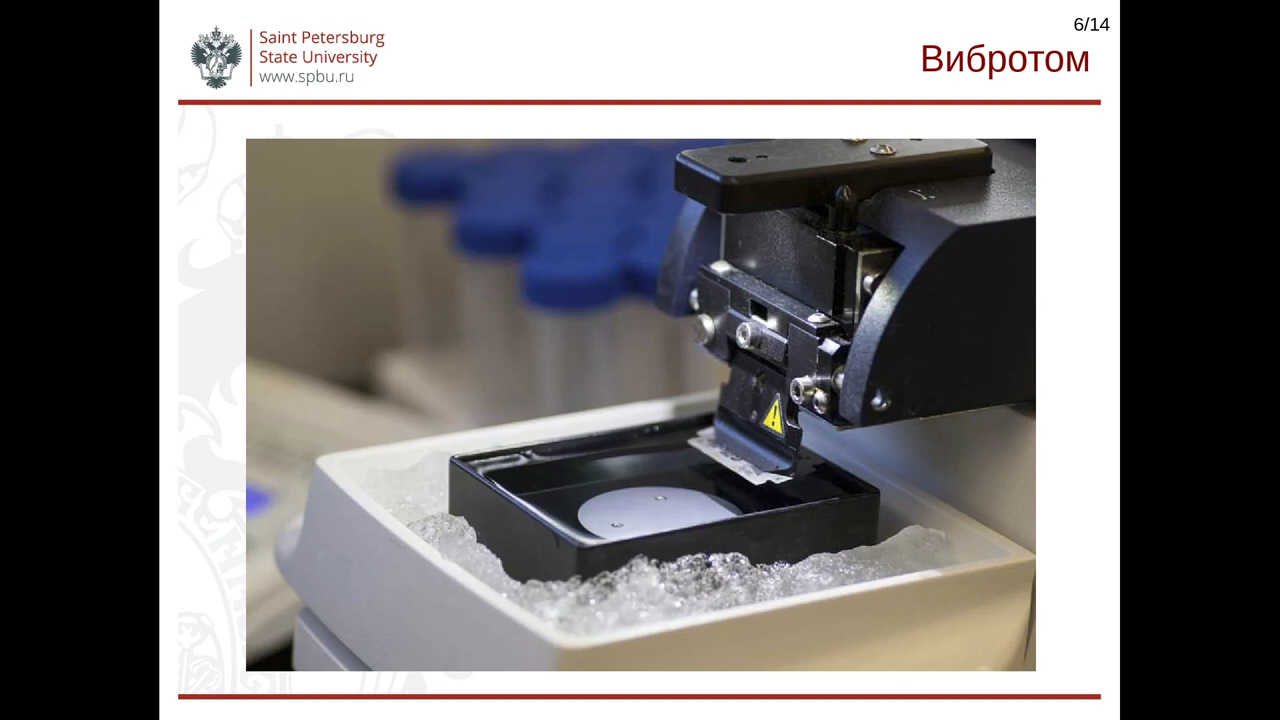 Saint Petersburg
State University
www.spbu.ru
6/14
Вибротом